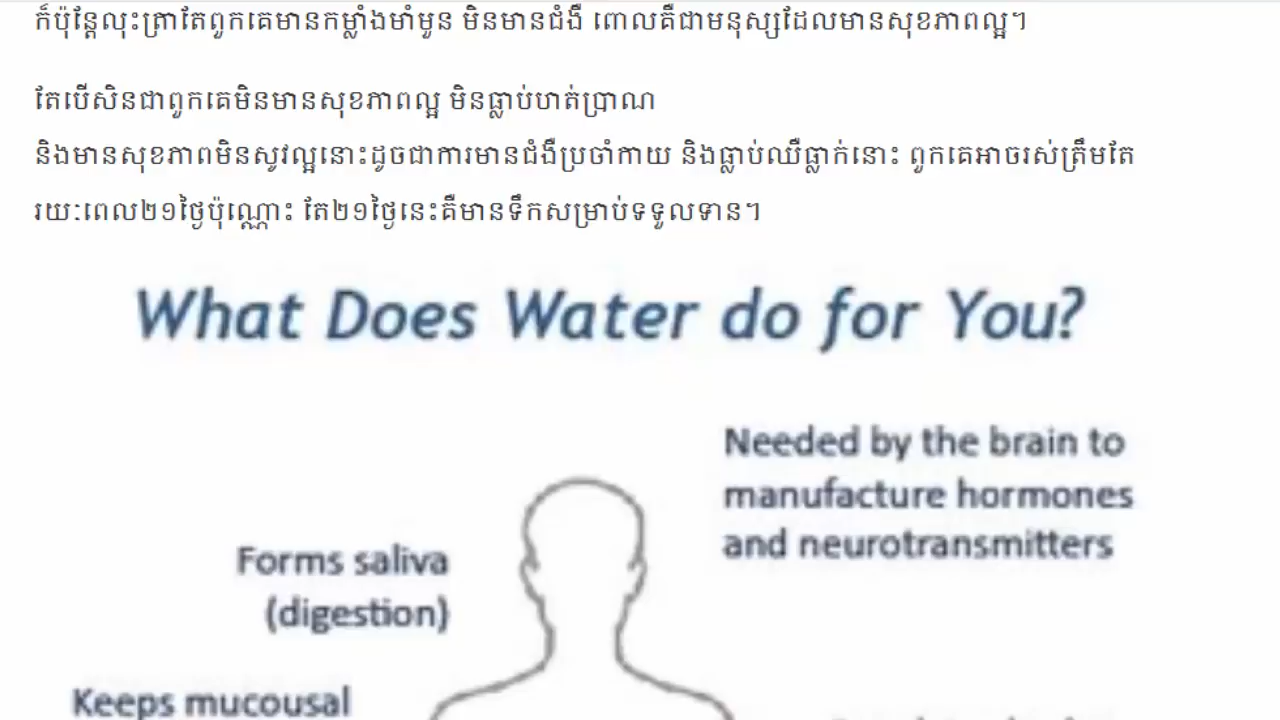 ក៏ប៉ុន្តែលុះត្រាតែពួកគេមានកម្លាំងមាំមួន មិនមានជំងឺ ពោលគឺជាមនុស្សដែលមានសុខភាពល្អ។
តែបើសិនជាពួកគេមិនមានសុខភាពល្អ មិនធ្លាប់ហត់ប្រាណ
និងមានសុខភាពមិនសូវល្អនោះដូចជាការមានជំងឺប្រចាំកាយ និងធ្លាប់ឈឺធ្លាក់នោះ ពួកគេអាចរស់ត្រឹមតែ
រយៈពេល២១ថ្ងៃប៉ុណ្ណោះ តែ២១ថ្ងៃនេះគឺមានទឹកសម្រាប់ទទួលទាន។
What Does Water do for You?
Needed by the brain to
manufacture hormones
and neurotransmitters
Forms saliva
(digestion)
Keeps mucousal